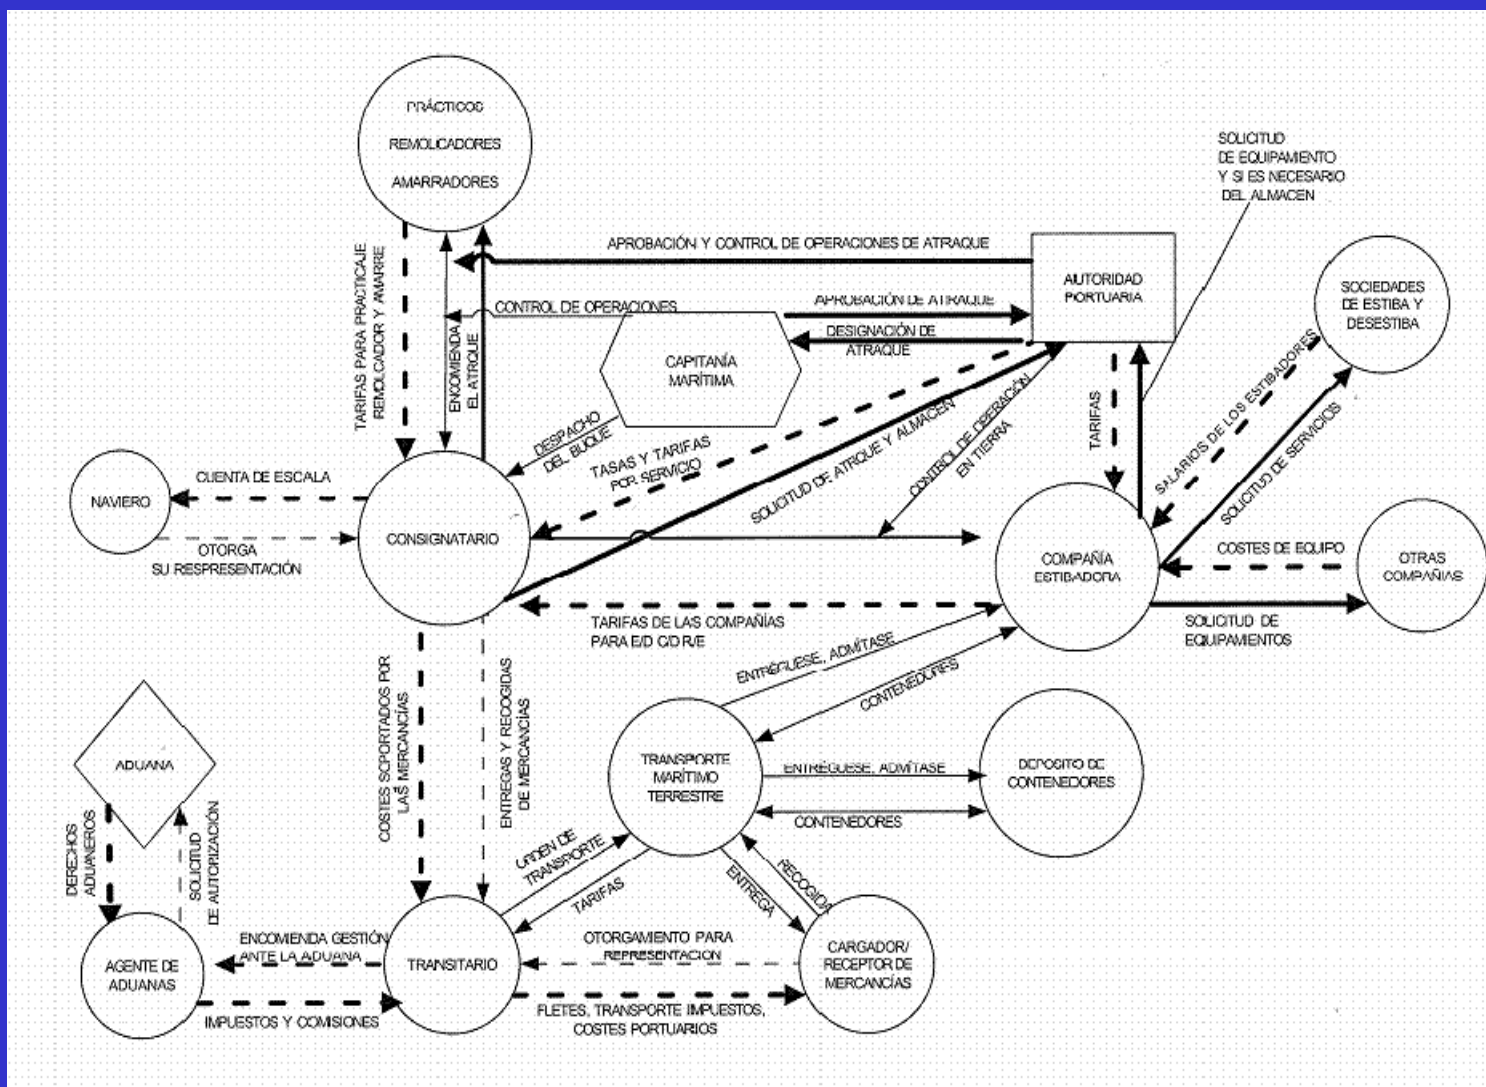 PRÁCTICOS
REMOLICADORES
AMARRADORES
SOLICITUD
DE EQUIPAMIENTO
Y SI ES NECESARIO
DEL ALMACEN
TARIFAS PARA PRACTICAJE
REMOLCADOR Y AMARRE
ENCOMIENDA
EL ATRAQUE
APROBACIÓN Y CONTROL DE OPERACIONES DE ATRAQUE
AUTORIDAD
PORTUARIA
SOCIEDADES
DE ESTIBA Y
DESESTIBA
CONTROL DE OPERACIONES
APROBACIÓN DE ATRAQUE
DESIGNACIÓN DE
ATRAQUE
CAPITANÍA
MARÍTIMA
DESPACHO
DEL BUQUE
TASAS Y TARIFAS
POR SERVICIO
SOLICITUD DE ATRQUE Y ALMACEN
CONTROL DE OPERACIÓN
EN TIERRA
TARIFAS
SALARIOS DE LOS ESTIBADORES
SOLICITUD DE SERVICIOS
NAVIERO
CUENTA DE ESCALA
OTORGA
SU RESPRESENTACIÓN
CONSIGNATARIO
COMPAÑÍA
ESTIBADORA
COSTES DE EQUIPO
OTRAS
COMPAÑIAS
SOLICITUD DE
EQUIPAMIENTOS
TARIFAS DE LAS COMPAÑÍAS
PARA E/D C/D R/E
ENTRÉGUESE, ADMÍTASE
CONTENEDORES
COSTES SOPORTADOS POR
LAS MERCANCÍAS
ENTREGAS Y RECOGIDAS
DE MERCANCÍAS
ADUANA
TRANSPORTE
MARÍTIMO
TERRESTRE
ENTRÉGUESE, ADMÍTASE
CONTENEDORES
DEPOSITO DE
CONTENEDORES
DERECHOS
ADUANEROS
SOLICITUD
DE AUTORIZACIÓN
ORDEN DE
TRANSPORTE
TARIFAS
RECOGIDA
ENTREGA
AGENTE DE
ADUANAS
ENCOMIENDA GESTIÓN
ANTE LA ADUANA
IMPUESTOS Y COMISIONES
TRANSITARIO
OTORGAMIENTO PARA
REPRESENTACION
FLETES, TRANSPORTE IMPUESTOS,
COSTES PORTUARIOS
CARGADOR/
RECEPTOR DE
MERCANCÍAS